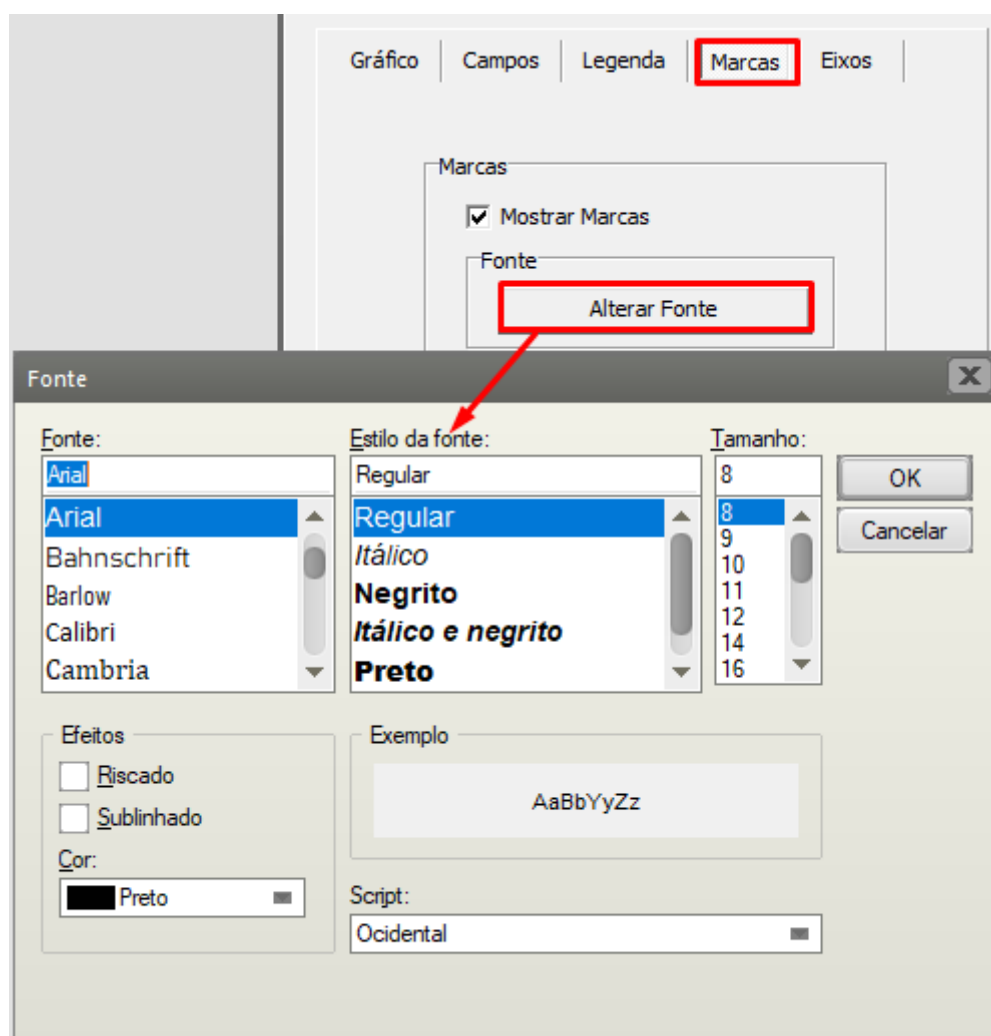 Gráfico Campos Legenda Marcas Eixos
Marcas
Mostrar Marcas
Fonte
Alterar Fonte
Fonte
Fonte: Estilo da fonte: Tamanho:
Arial Regular 8 OK
Arial Regular 8
Bahnschrift Itálico 9 Cancelar
Barlow Negrito 10
Calibri Itálico e negrito 11
Cambria Preto 12
14
16
Efeitos Exemplo
Riscado
Sublinhado AaBbYyZz
Cor:
Preto Script:
Ocidental